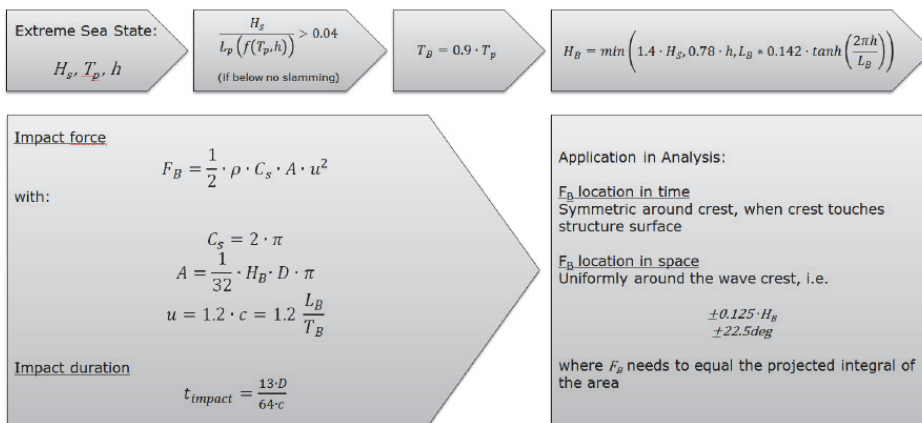 Extreme Sea State:
H_s, T_p, h
H_s / L_p(f(T_p, h)) > 0.04
(If below no slamming)
T_B = 0.9 · T_p
H_B = min(1.4 · H_s, 0.78 · h, L_B * 0.142 · tanh(2πh / L_B))
Impact force
F_B = 1/2 · ρ · C_s · A · u²
with:
C_s = 2 · π
A = 1/32 · H_B · D · π
u = 1.2 · c = 1.2 L_B / T_B
Impact duration
t_impact = 13·D / 64·c
Application in Analysis:
F_B location in time
Symmetric around crest, when crest touches
structure surface
F_B location in space
Uniformly around the wave crest, i.e.
±0.125·H_B
±22.5deg
where F_B needs to equal the projected integral of
the area